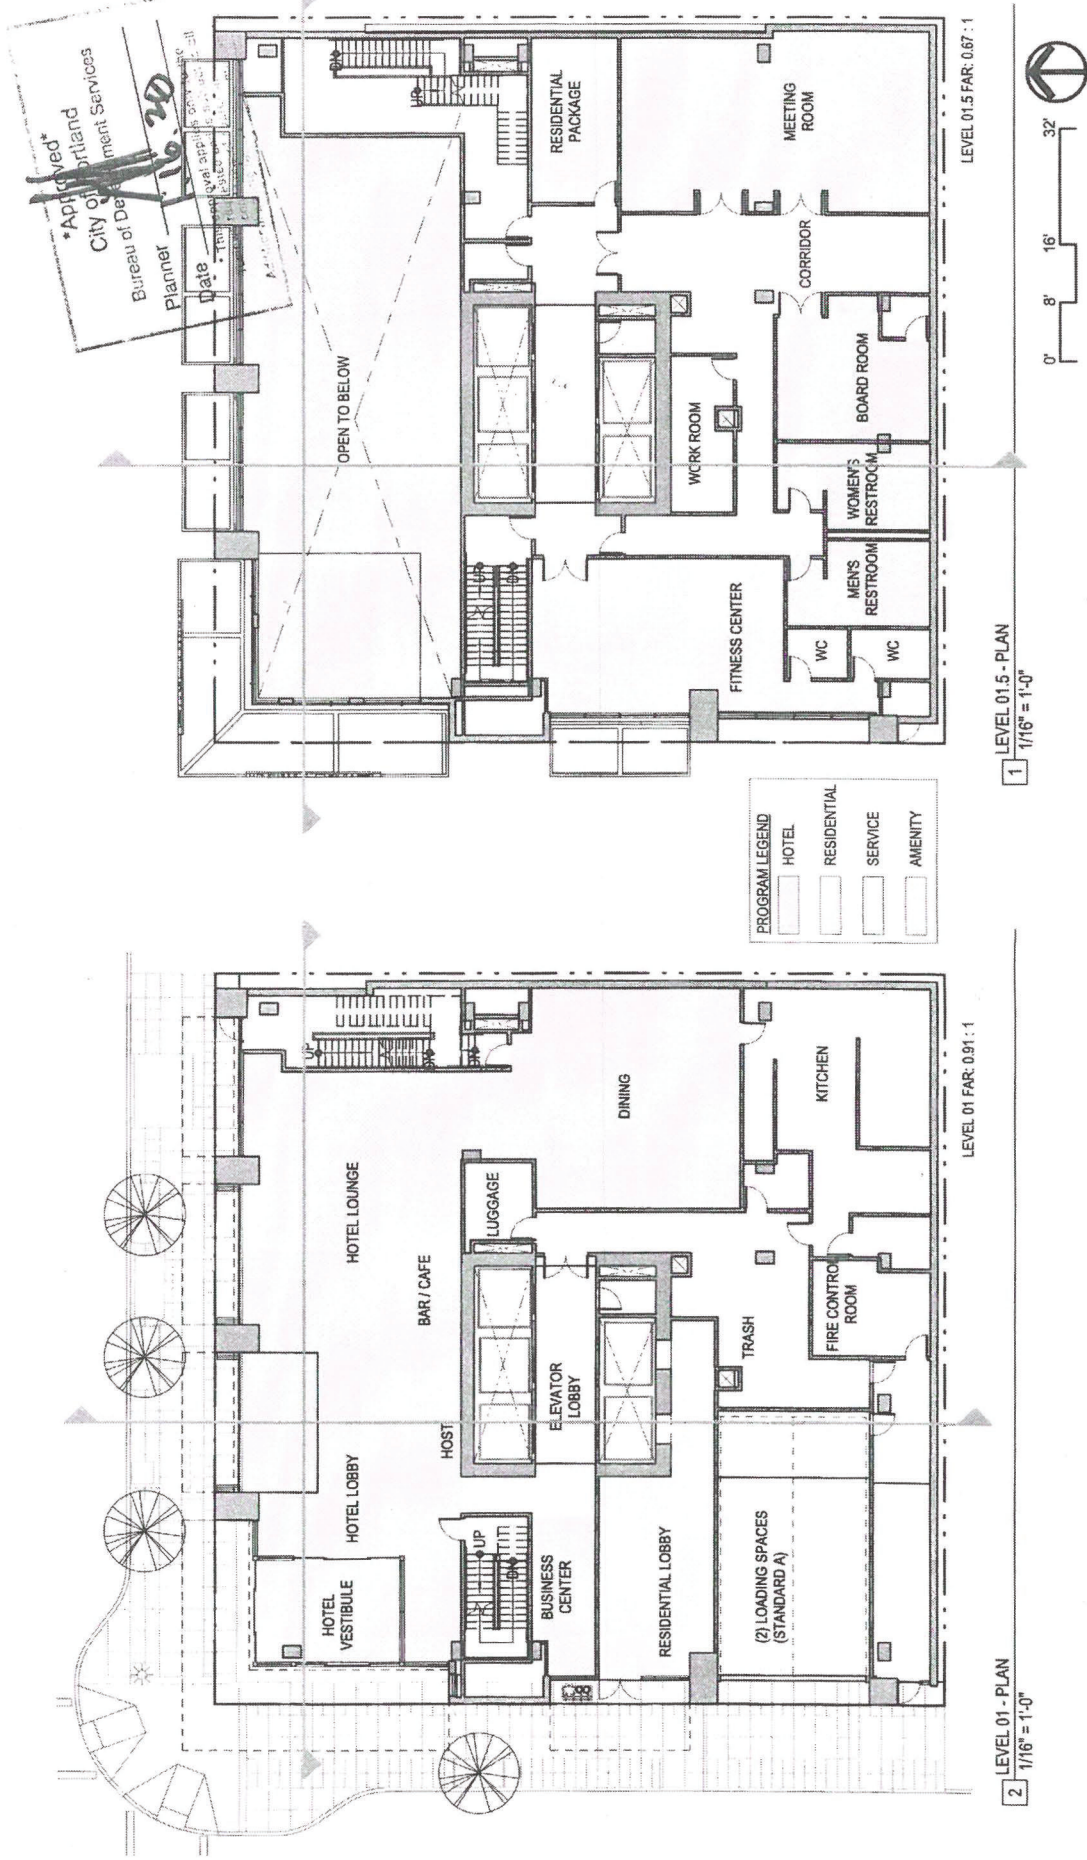 *Approved*
City of Portland
Bureau of Development Services
Planner
Date
* This approval applies only
OPEN TO BELOW
DN
UP
RESIDENTIAL
PACKAGE
MEETING
ROOM
CORRIDOR
WORK ROOM
BOARD ROOM
WOMEN'S
RESTROOM
MEN'S
RESTROOM
UP
DN
FITNESS CENTER
WC
WC
LEVEL 01.5 FAR: 0.67 : 1
0'
8'
16'
32'
1
LEVEL 01.5 - PLAN
1/16" = 1'-0"
PROGRAM LEGEND
HOTEL
RESIDENTIAL
SERVICE
AMENITY
HOTEL
VESTIBULE
HOTEL LOBBY
HOTEL LOUNGE
UP
DN
DN
BAR / CAFE
HOST
LUGGAGE
DINING
UP
DN
BUSINESS
CENTER
ELEVATOR
LOBBY
RESIDENTIAL LOBBY
TRASH
KITCHEN
(2) LOADING SPACES
(STANDARD A)
FIRE CONTROL
ROOM
LEVEL 01 FAR: 0.91 : 1
2
LEVEL 01 - PLAN
1/16" = 1'-0"